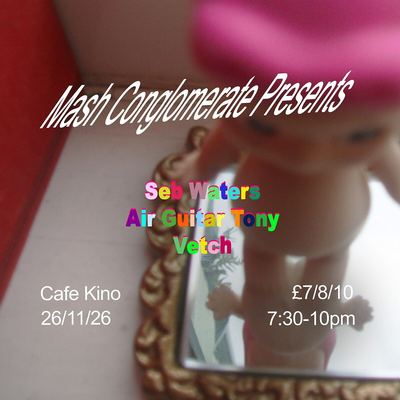 Mash Conglomerate Presents
Seb Waters
Air Guitar Tony
Vetch
Cafe Kino
26/11/26
£7/8/10
7:30-10pm